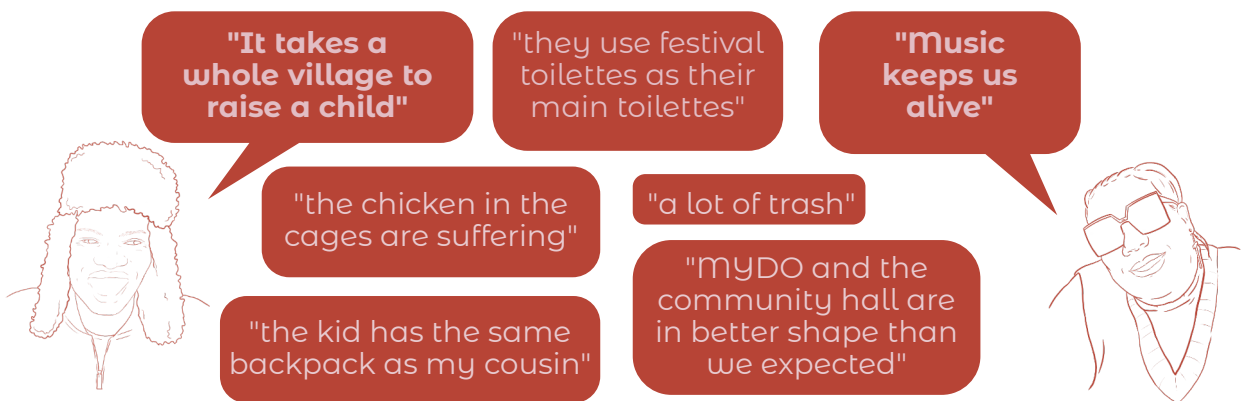 "It takes a
whole village to
raise a child"
"they use festival
toilettes as their
main toilettes"
"Music
keeps us
alive"
"the chicken in the
cages are suffering"
"a lot of trash"
"the kid has the same
backpack as my cousin"
"MYDO and the
community hall are
in better shape than
we expected"